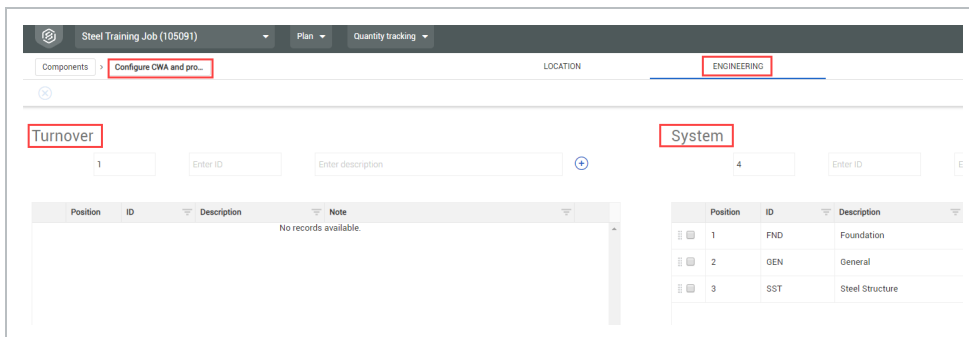 Steel Training Job (105091) Plan Quantity tracking
Components > Configure CWA and pro... LOCATION ENGINEERING
Turnover System
1 Enter ID Enter description 4 Enter ID E
Position ID Description Note Position ID Description
No records available.
1 FND Foundation
2 GEN General
3 SST Steel Structure